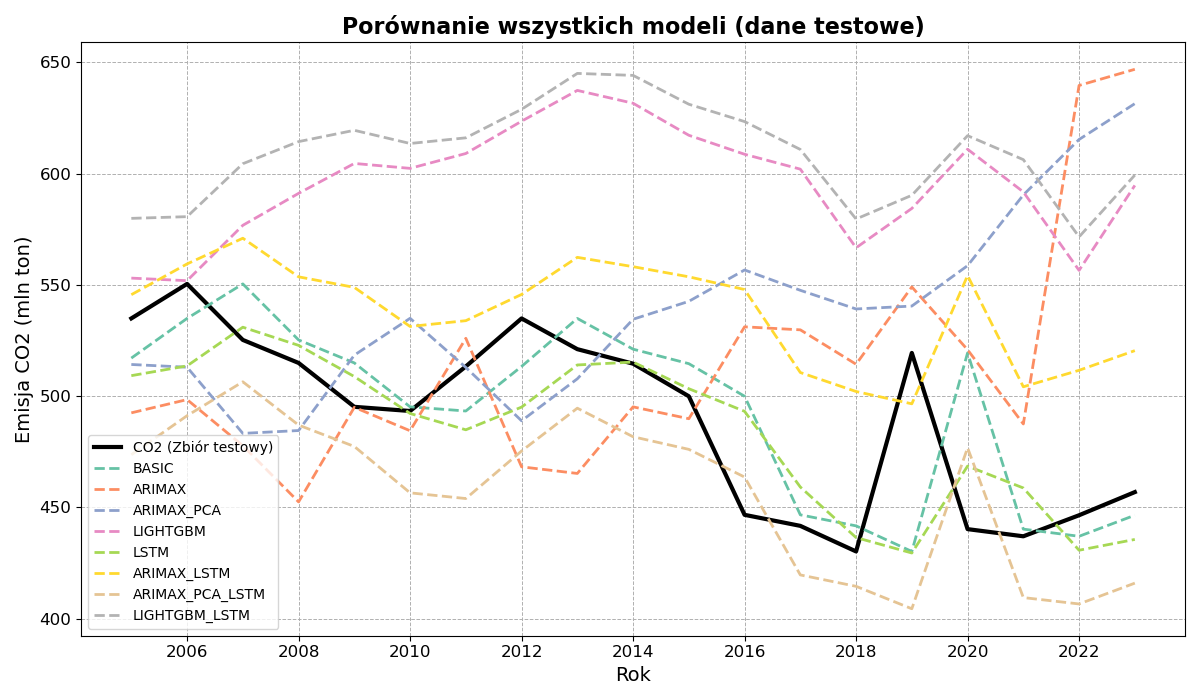 Porównanie wszystkich modeli (dane testowe)
Emisja CO2 (mln ton)
650
600
550
500
450
400
CO2 (Zbiór testowy)
BASIC
ARIMAX
ARIMAX_PCA
LIGHTGBM
LSTM
ARIMAX_LSTM
ARIMAX_PCA_LSTM
LIGHTGBM_LSTM
2006 2008 2010 2012 2014 2016 2018 2020 2022
Rok